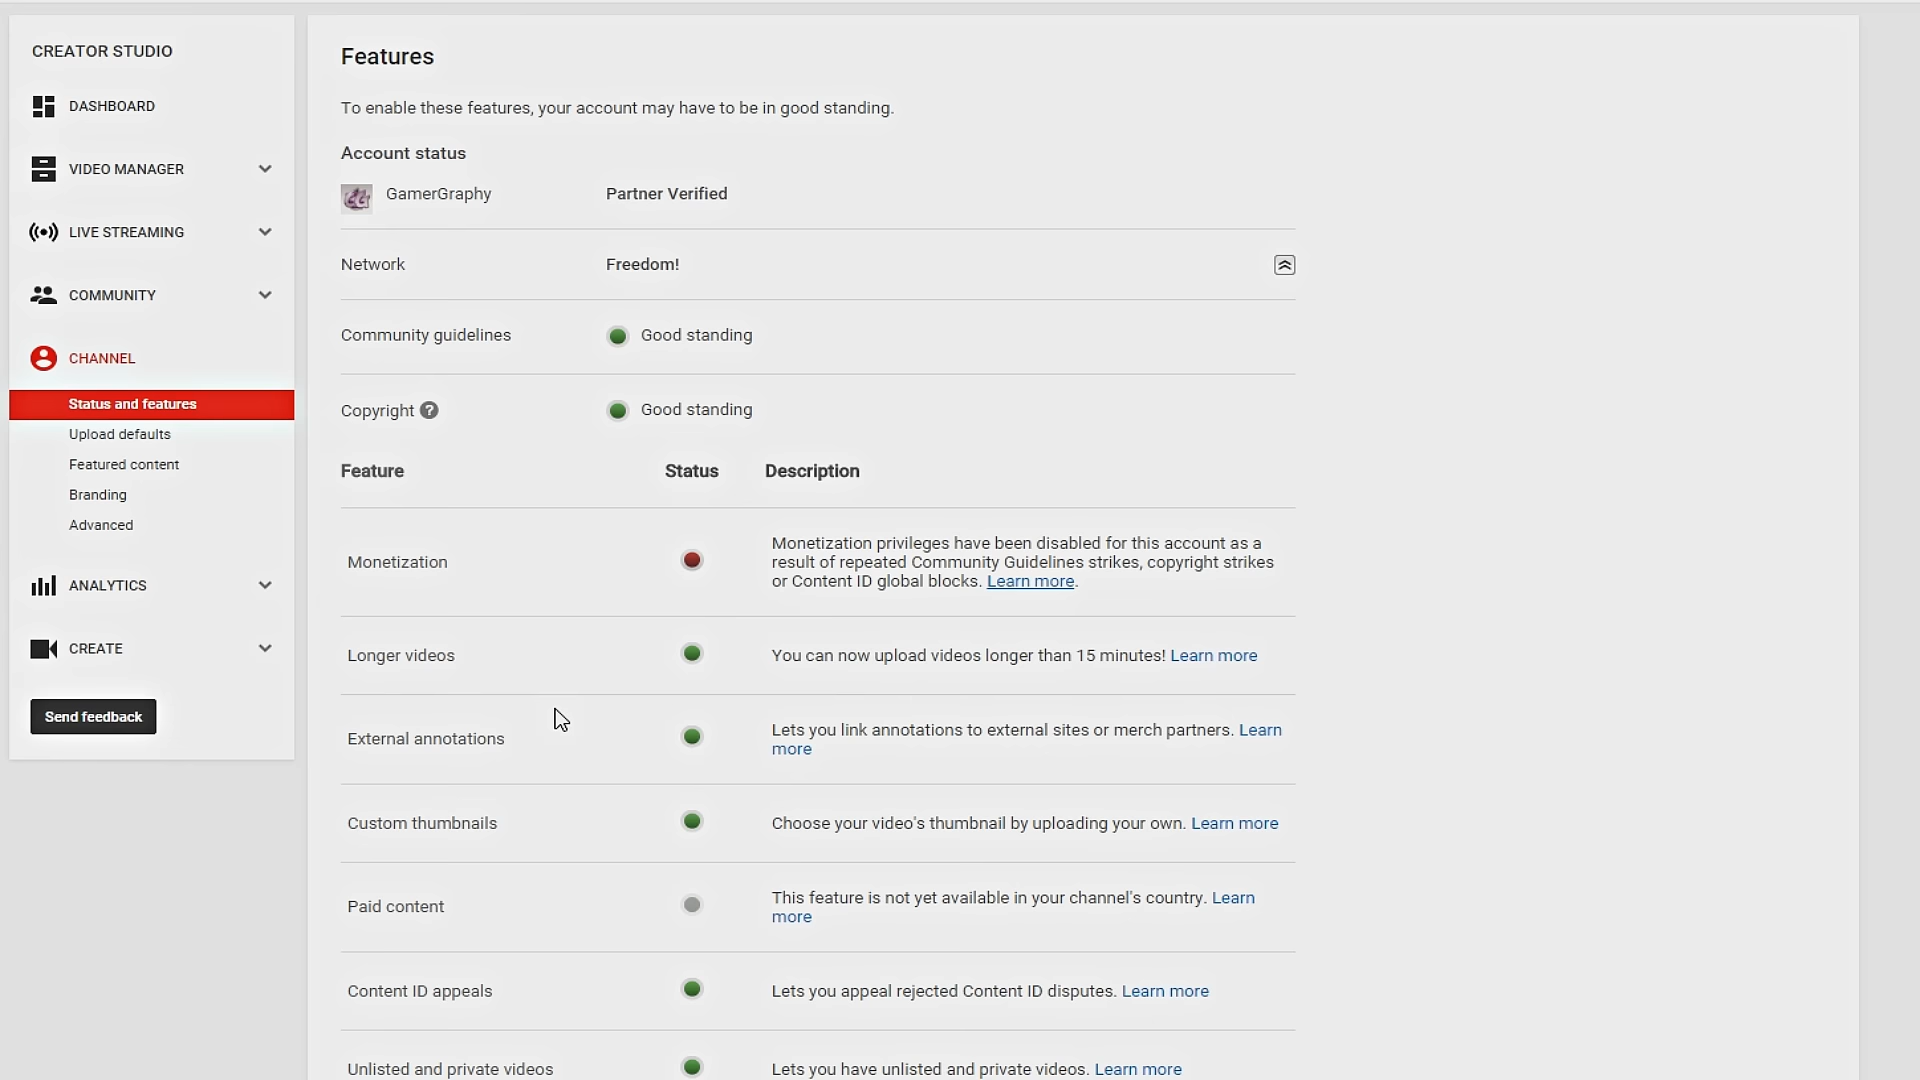 CREATOR STUDIO
DASHBOARD
VIDEO MANAGER
LIVE STREAMING
COMMUNITY
CHANNEL
Status and features
Upload defaults
Featured content
Branding
Advanced
ANALYTICS
CREATE
Send feedback
Features
To enable these features, your account may have to be in good standing.
Account status
GamerGraphy Partner Verified
Network Freedom!
Community guidelines Good standing
Copyright ? Good standing
Feature Status Description
Monetization
Monetization privileges have been disabled for this account as a
result of repeated Community Guidelines strikes, copyright strikes
or Content ID global blocks. Learn more.
Longer videos You can now upload videos longer than 15 minutes! Learn more
External annotations
Lets you link annotations to external sites or merch partners. Learn
more
Custom thumbnails Choose your video's thumbnail by uploading your own. Learn more
Paid content
This feature is not yet available in your channel's country. Learn
more
Content ID appeals Lets you appeal rejected Content ID disputes. Learn more
Unlisted and private videos Lets you have unlisted and private videos. Learn more